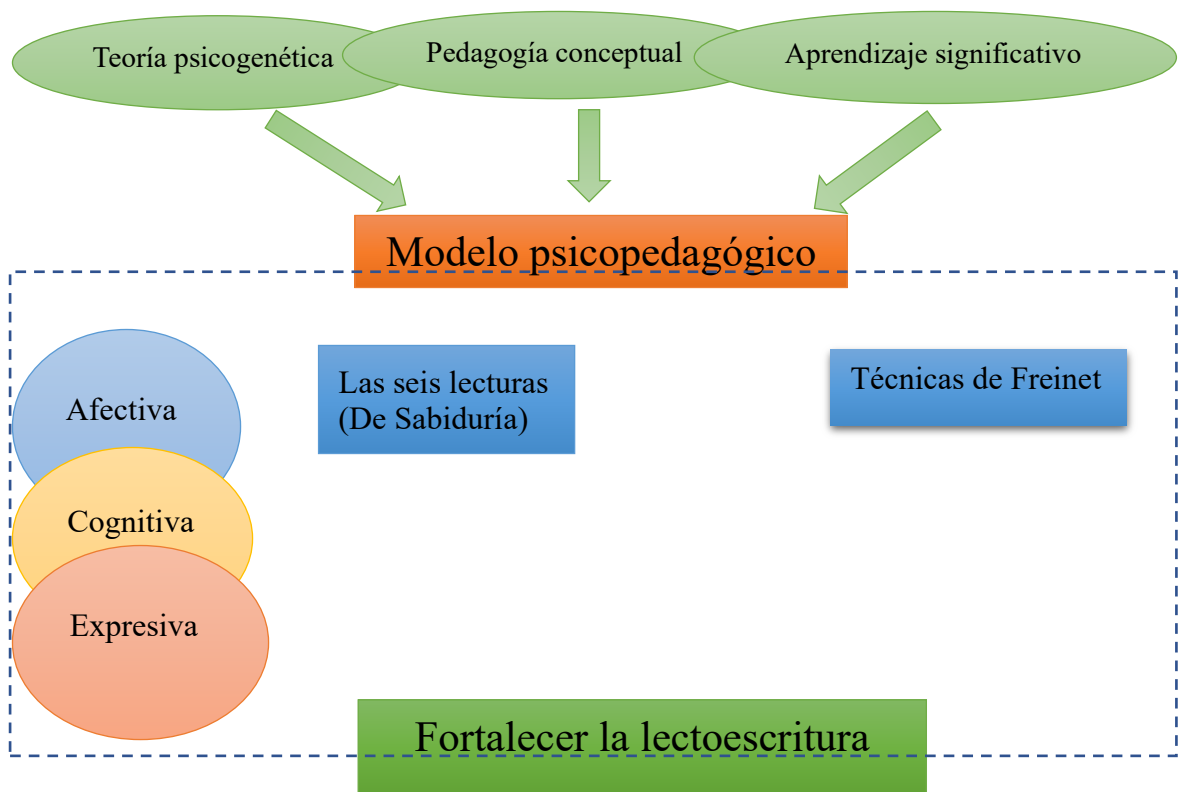 Teoría psicogenética
Pedagogía conceptual
Aprendizaje significativo
Modelo psicopedagógico
Afectiva
Las seis lecturas
(De Sabiduría)
Técnicas de Freinet
Cognitiva
Expresiva
Fortalecer la lectoescritura